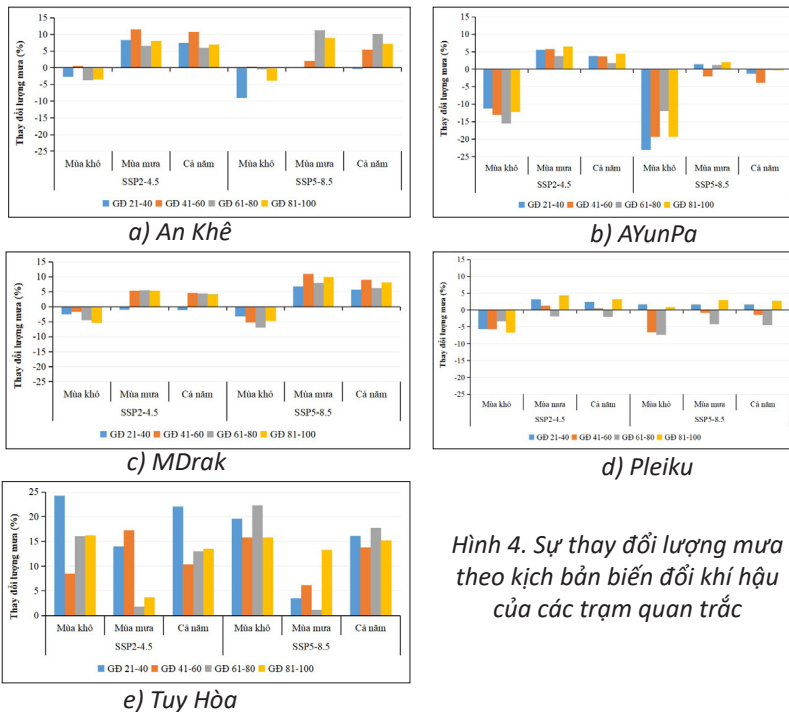 Thay đổi lượng mưa (%)
15
10
5
0
-5
-10
-15
-20
-25
Mùa khô Mùa mưa Cả năm Mùa khô Mùa mưa Cả năm
SSP2-4.5 SSP5-8.5
GĐ 21-40 GĐ 41-60 GĐ 61-80 GĐ 81-100
a) An Khê
Thay đổi lượng mưa (%)
15
10
5
0
-5
-10
-15
-20
-25
Mùa khô Mùa mưa Cả năm Mùa khô Mùa mưa Cả năm
SSP2-4.5 SSP5-8.5
GĐ 21-40 GĐ 41-60 GĐ 61-80 GĐ 81-100
b) AYunPa
Thay đổi lượng mưa (%)
15
10
5
0
-5
-10
-15
-20
-25
Mùa khô Mùa mưa Cả năm Mùa khô Mùa mưa Cả năm
SSP2-4.5 SSP5-8.5
GĐ 21-40 GĐ 41-60 GĐ 61-80 GĐ 81-100
c) MDrak
Thay đổi lượng mưa (%)
15
10
5
0
-5
-10
-15
-20
-25
Mùa khô Mùa mưa Cả năm Mùa khô Mùa mưa Cả năm
SSP2-4.5 SSP5-8.5
GĐ 21-40 GĐ 41-60 GĐ 61-80 GĐ 81-100
d) Pleiku
Thay đổi lượng mưa (%)
25
20
15
10
5
0
Mùa khô Mùa mưa Cả năm Mùa khô Mùa mưa Cả năm
SSP2-4.5 SSP5-8.5
GĐ 21-40 GĐ 41-60 GĐ 61-80 GĐ 81-100
e) Tuy Hòa
Hình 4. Sự thay đổi lượng mưa
theo kịch bản biến đổi khí hậu
của các trạm quan trắc